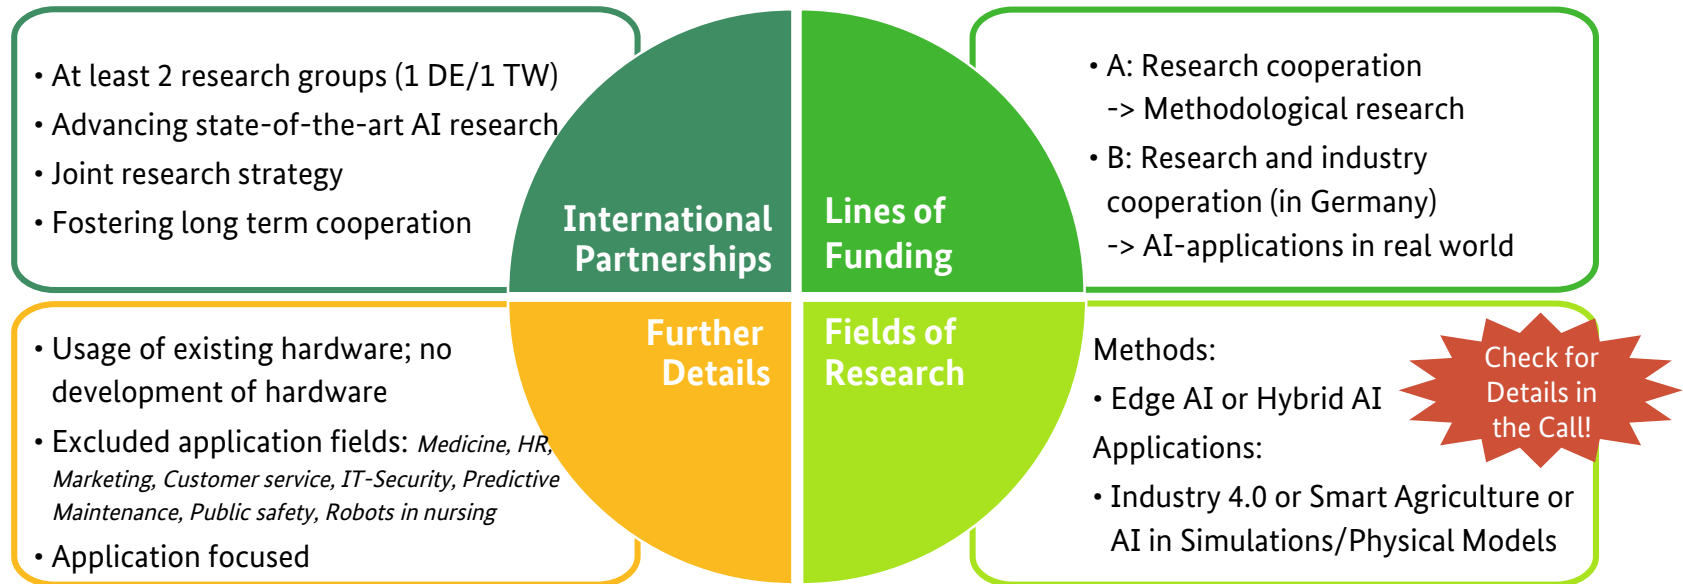 • At least 2 research groups (1 DE/1 TW)
• Advancing state-of-the-art AI research
• Joint research strategy
• Fostering long term cooperation
International
Partnerships
Lines of
Funding
• A: Research cooperation
-> Methodological research
• B: Research and industry
cooperation (in Germany)
-> AI-applications in real world
• Usage of existing hardware; no
development of hardware
• Excluded application fields: Medicine, HR,
Marketing, Customer service, IT-Security, Predictive
Maintenance, Public safety, Robots in nursing
• Application focused
Further
Details
Fields of
Research
Methods:
• Edge AI or Hybrid AI
Applications:
• Industry 4.0 or Smart Agriculture or
AI in Simulations/Physical Models
Check for
Details in
the Call!